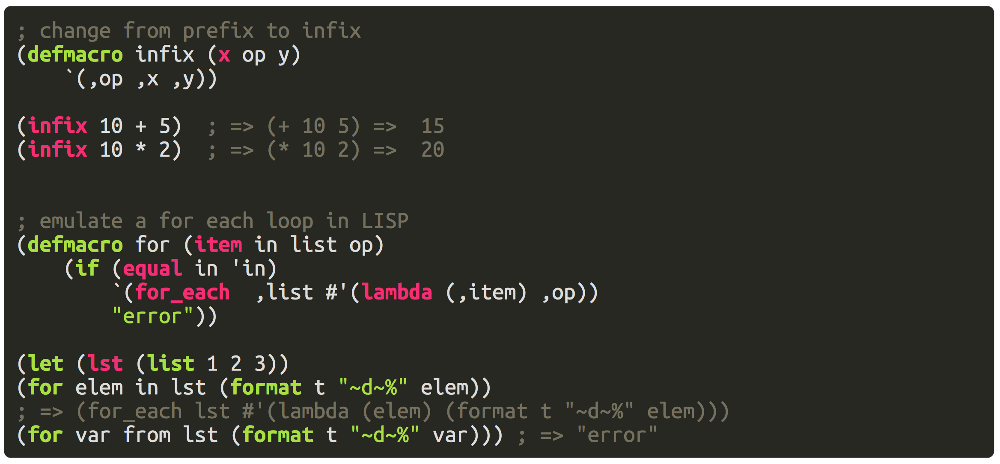 ; change from prefix to infix
(defmacro infix (x op y)
    `(,op ,x ,y))
(infix 10 + 5)  ; => (+ 10 5) =>  15
(infix 10 * 2)  ; => (* 10 2) =>  20
; emulate a for each loop in LISP
(defmacro for (item in list op)
    (if (equal in 'in)
        `(for_each  ,list #'(lambda (,item) ,op))
        "error"))
(let (lst (list 1 2 3))
(for elem in lst (format t "~d~%" elem))
; => (for_each lst #'(lambda (elem) (format t "~d~%" elem)))
(for var from lst (format t "~d~%" var))) ; => "error"